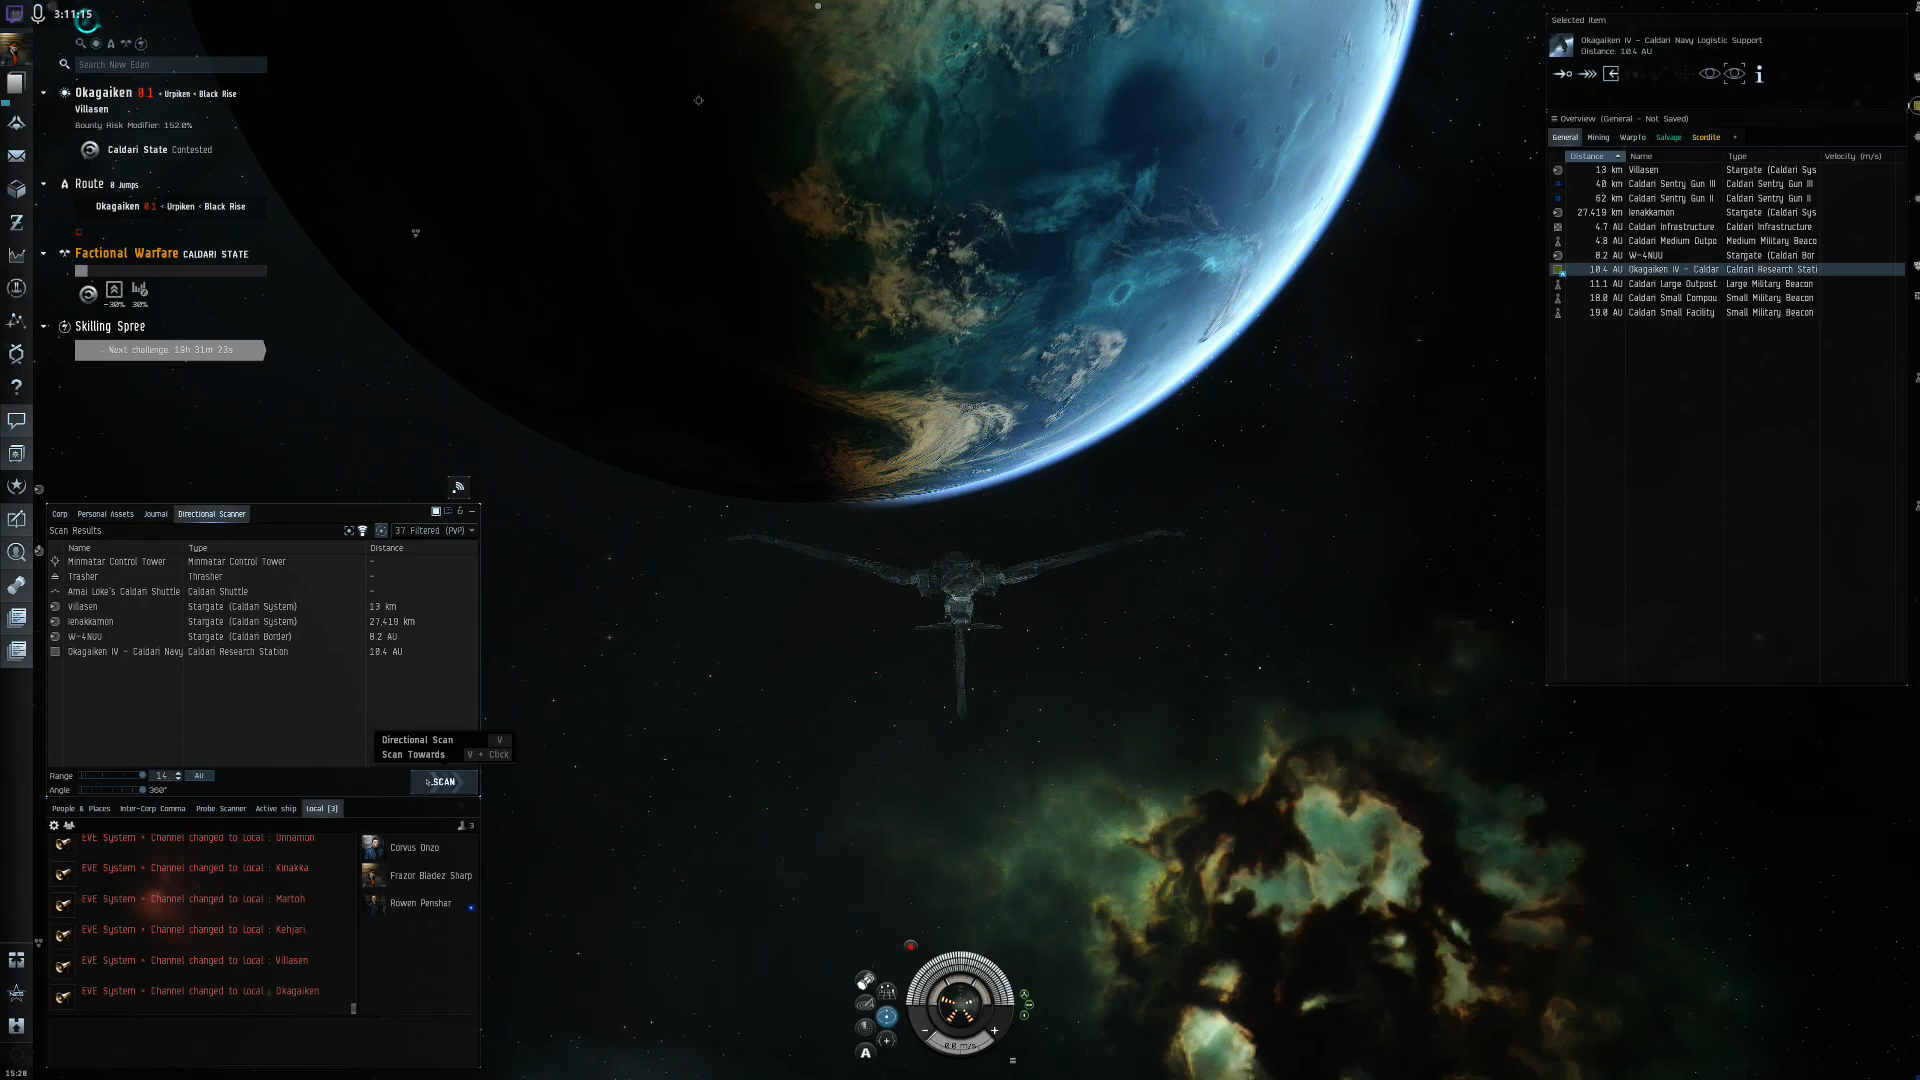 3:11:15
Search New Eden
Okagaiken 0.1 < Urpiken < Black Rise
Villasen
Bounty Risk Modifier: 152.0%
Caldari State Contested
A Route 0 Jumps
Okagaiken 0.1 < Urpiken < Black Rise
Factional Warfare CALDARI STATE
-30% 30%
Skilling Spree
Next challenge: 19h 31m 23s
Corp Personal Assets Journal Directional Scanner
Scan Results 37 Filtered (PVP)
Name Type Distance
Minmatar Control Tower Minmatar Control Tower -
Trasher Thrasher -
Amai Loke's Caldari Shuttle Caldari Shuttle -
Villasen Stargate (Caldari System) 13 km
Ienakkamon Stargate (Caldari System) 27,419 km
W-4NUU Stargate (Caldari Border) 8.2 AU
Okagaiken IV - Caldari Navy Caldari Research Station 10.4 AU
Directional Scan V
Scan Towards V + Click
Range 14 AU
Angle 360°
SCAN
People & Places Inter-Corp Comma Probe Scanner Active ship Local [3]
3
EVE System > Channel changed to Local : Onnamon
EVE System > Channel changed to Local : Kinakka
EVE System > Channel changed to Local : Martoh
EVE System > Channel changed to Local : Kehjari
EVE System > Channel changed to Local : Villasen
EVE System > Channel changed to Local : Okagaiken
Corvus Onzo
Frazor Bladez Sharp
Rowen Penshar
NES
15:28
A
- +
0.0 m/s
Selected Item
Okagaiken IV - Caldari Navy Logistic Support
Distance: 10.4 AU
Overview (General - Not Saved)
General Mining WarpTo Salvage Scordite +
Distance Name Type Velocity (m/s)
13 km Villasen Stargate (Caldari Sys
40 km Caldari Sentry Gun III Caldari Sentry Gun III
62 km Caldari Sentry Gun II Caldari Sentry Gun II
27,419 km Ienakkamon Stargate (Caldari Sys
4.7 AU Caldari Infrastructure Caldari Infrastructure
4.8 AU Caldari Medium Outpo Medium Military Beaco
8.2 AU W-4NUU Stargate (Caldari Bor
10.4 AU Okagaiken IV - Caldar Caldari Research Stati
11.1 AU Caldari Large Outpost Large Military Beacon
18.0 AU Caldari Small Compou Small Military Beacon
19.0 AU Caldari Small Facility Small Military Beacon